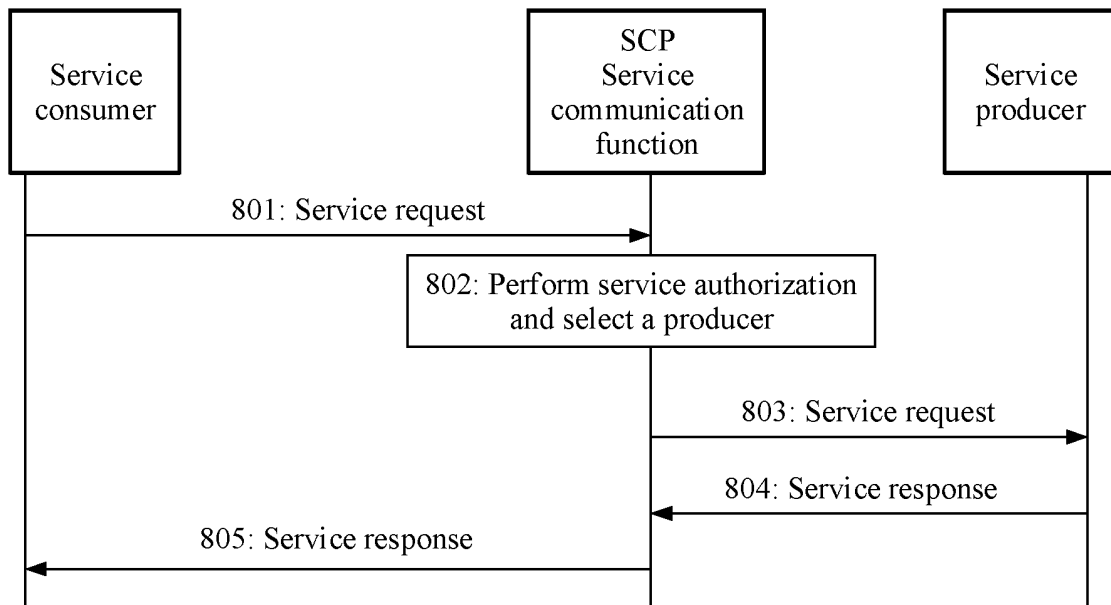 Service
consumer
SCP
Service
communication
function
Service
producer
801: Service request
802: Perform service authorization
and select a producer
803: Service request
804: Service response
805: Service response